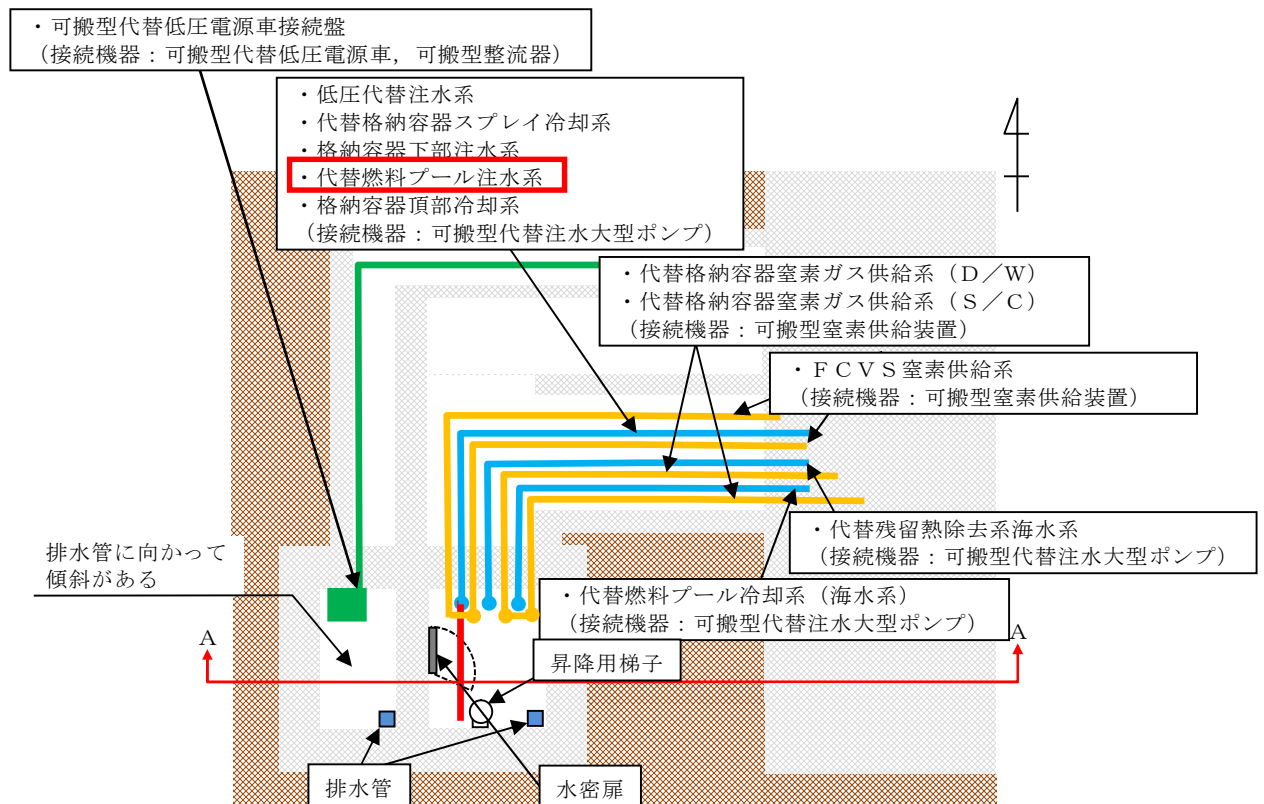 ・可搬型代替低圧電源車接続盤
（接続機器：可搬型代替低圧電源車，可搬型整流器）
・低圧代替注水系
・代替格納容器スプレイ冷却系
・格納容器下部注水系
・代替燃料プール注水系
・格納容器頂部冷却系
（接続機器：可搬型代替注水大型ポンプ）
・代替格納容器窒素ガス供給系（Ｄ／Ｗ）
・代替格納容器窒素ガス供給系（Ｓ／Ｃ）
（接続機器：可搬型窒素供給装置）
・ＦＣＶＳ窒素供給系
（接続機器：可搬型窒素供給装置）
・代替残留熱除去系海水系
（接続機器：可搬型代替注水大型ポンプ）
排水管に向かって
傾斜がある
・代替燃料プール冷却系（海水系）
（接続機器：可搬型代替注水大型ポンプ）
Ａ
Ａ
昇降用梯子
排水管
水密扉